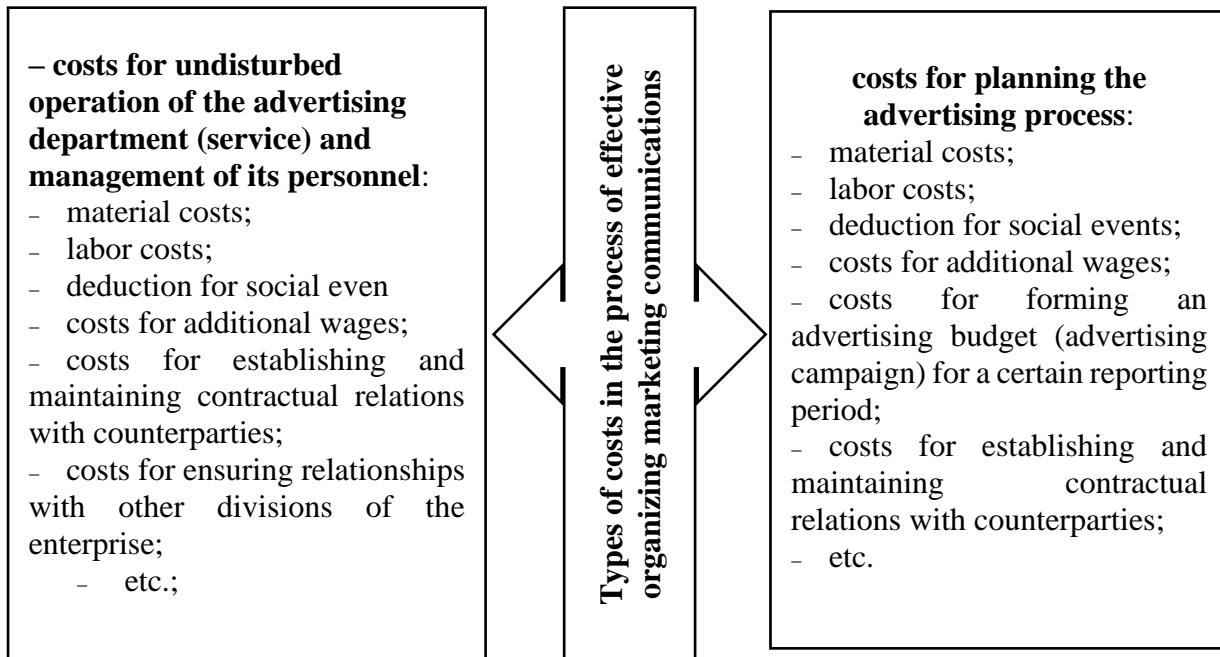 – costs for undisturbed
operation of the advertising
department (service) and
management of its personnel:
– material costs;
– labor costs;
– deduction for social even
– costs for additional wages;
– costs for establishing and
maintaining contractual relations
with counterparties;
– costs for ensuring relationships
with other divisions of the
enterprise;
– etc.;
Types of costs in the process of effective
organizing marketing communications
costs for planning the
advertising process:
– material costs;
– labor costs;
– deduction for social events;
– costs for additional wages;
– costs for forming an
advertising budget (advertising
campaign) for a certain reporting
period;
– costs for establishing and
maintaining contractual
relations with counterparties;
– etc.